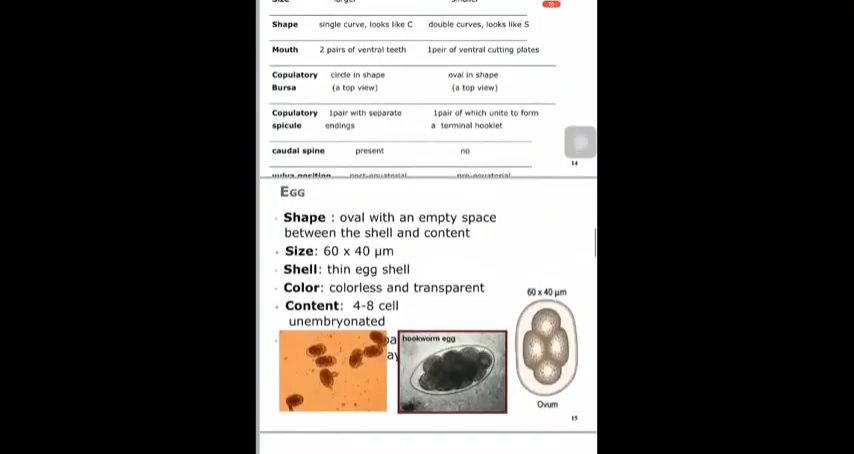 Shape single curve, looks like C double curves, looks like S
Mouth 2 pairs of ventral teeth 1peir of ventral cutting plates
Copulatory circle in shape oval in shape
Bursa (a top view) (a top view)
Copulatory 1pair with separate 1pair of which unite to form
spicule endings a terminal hooklet
caudal spine present no
14
EGG
Shape : oval with an empty space
between the shell and content
Size: 60 x 40 µm
Shell: thin egg shell
Color: colorless and transparent
60 x 40 µm
Content: 4-8 cell
unembryonated
hookworm egg
Ovum
15